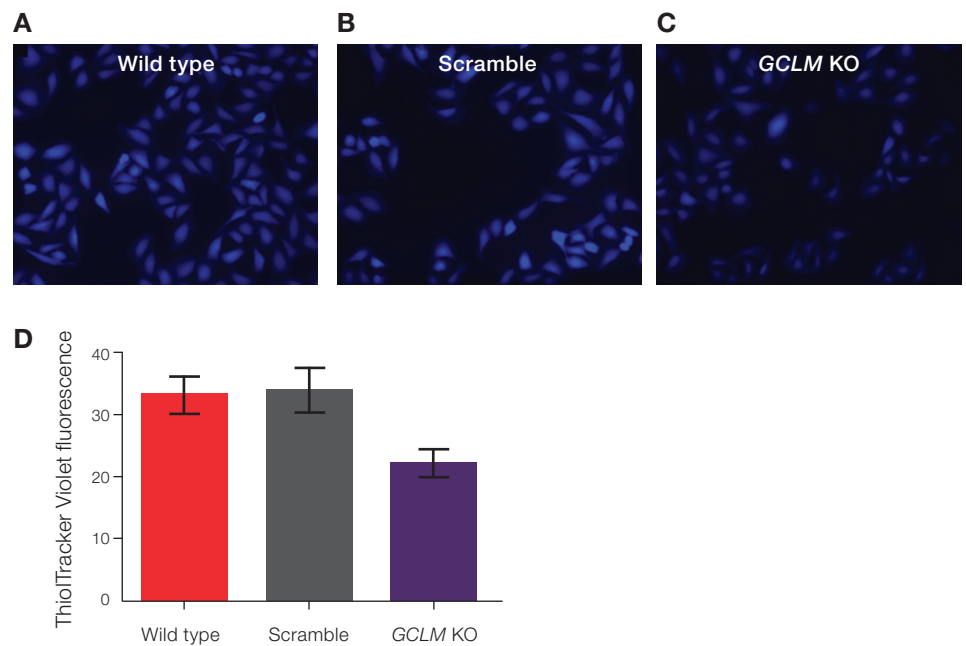 A
B
C
Wild type
Scramble
GCLM KO
D
ThiolTracker Violet fluorescence
40
30
20
10
0
Wild type
Scramble
GCLM KO